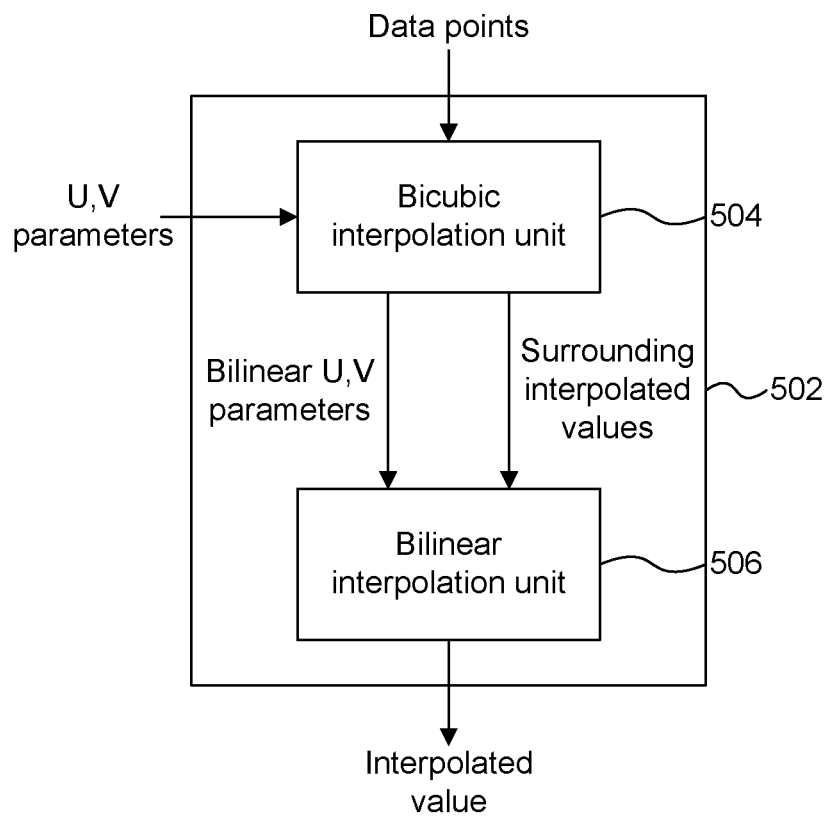 Data points
U,V
parameters
Bicubic
interpolation unit
504
Bilinear U,V
parameters
Surrounding
interpolated
values
502
Bilinear
interpolation unit
506
Interpolated
value